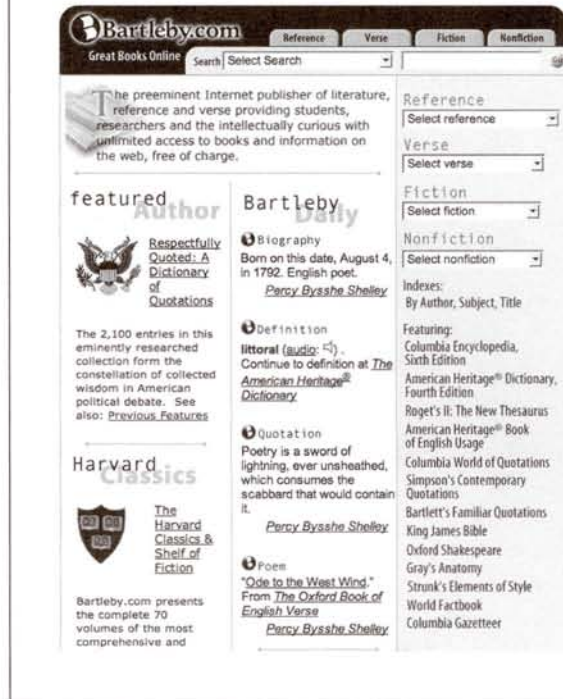 Bartleby.com
Great Books Online
Reference
Verse
Fiction
Nonfiction
Search
Select Search
The preeminent Internet publisher of literature,
reference and verse providing students,
researchers and the intellectually curious with
unlimited access to books and information on
the web, free of charge.
featured
Author
Respectfully
Quoted: A
Dictionary
of
Quotations
The 2,100 entries in this
eminently researched
collection form the
constellation of collected
wisdom in American
political debate. See
also: Previous Features
Harvard
Classics
The
Harvard
Classics &
Shelf of
Fiction
Bartleby.com presents
the complete 70
volumes of the most
comprehensive and
Bartleby
Daily
Biography
Born on this date, August 4,
in 1792. English poet.
Percy Bysshe Shelley
Definition
littoral (audio: ).
Continue to definition at The
American Heritage®
Dictionary
Quotation
Poetry is a sword of
lightning, ever unsheathed,
which consumes the
scabbard that would contain
it.
Percy Bysshe Shelley
Poem
"Ode to the West Wind."
From The Oxford Book of
English Verse
Percy Bysshe Shelley
Reference
Select reference
Verse
Select verse
Fiction
Select fiction
Nonfiction
Select nonfiction
Indexes:
By Author, Subject, Title
Featuring:
Columbia Encyclopedia,
Sixth Edition
American Heritage® Dictionary,
Fourth Edition
Roget's II: The New Thesaurus
American Heritage® Book
of English Usage
Columbia World of Quotations
Simpson's Contemporary
Quotations
Bartlett's Familiar Quotations
King James Bible
Oxford Shakespeare
Gray's Anatomy
Strunk's Elements of Style
World Factbook
Columbia Gazetteer